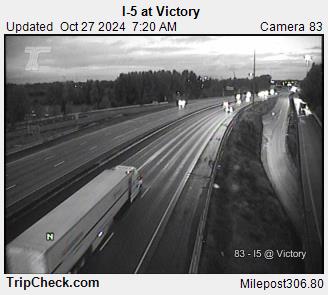 I-5 at Victory
Updated Oct 27 2024 7:20 AM Camera 83
TC
N
83 - I5 @ Victory
TripCheck.com Milepost306.80